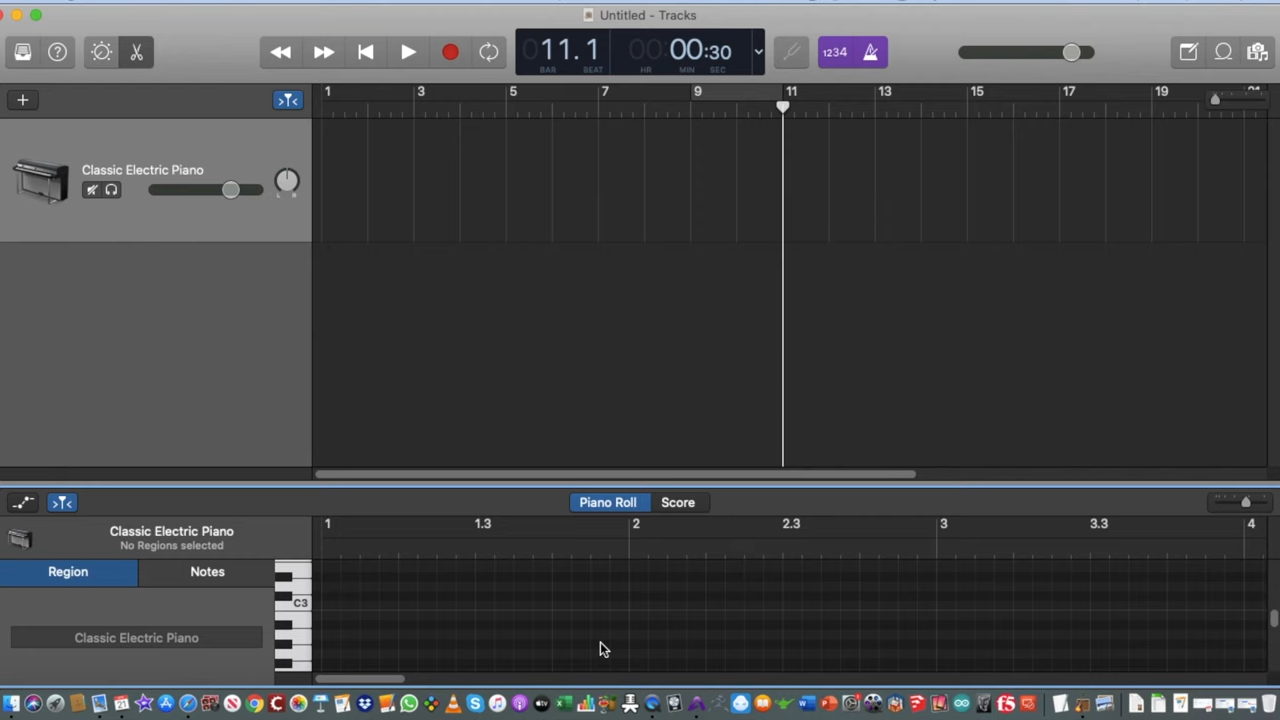 Untitled - Tracks
11.1 00:30
BAR BEAT HR MIN SEC
1234
1 3 5 7 9 11 13 15 17 19
Classic Electric Piano
L R
Piano Roll Score
1 1.3 2 2.3 3 3.3 4
Classic Electric Piano
No Regions selected
Region Notes
C3
Classic Electric Piano